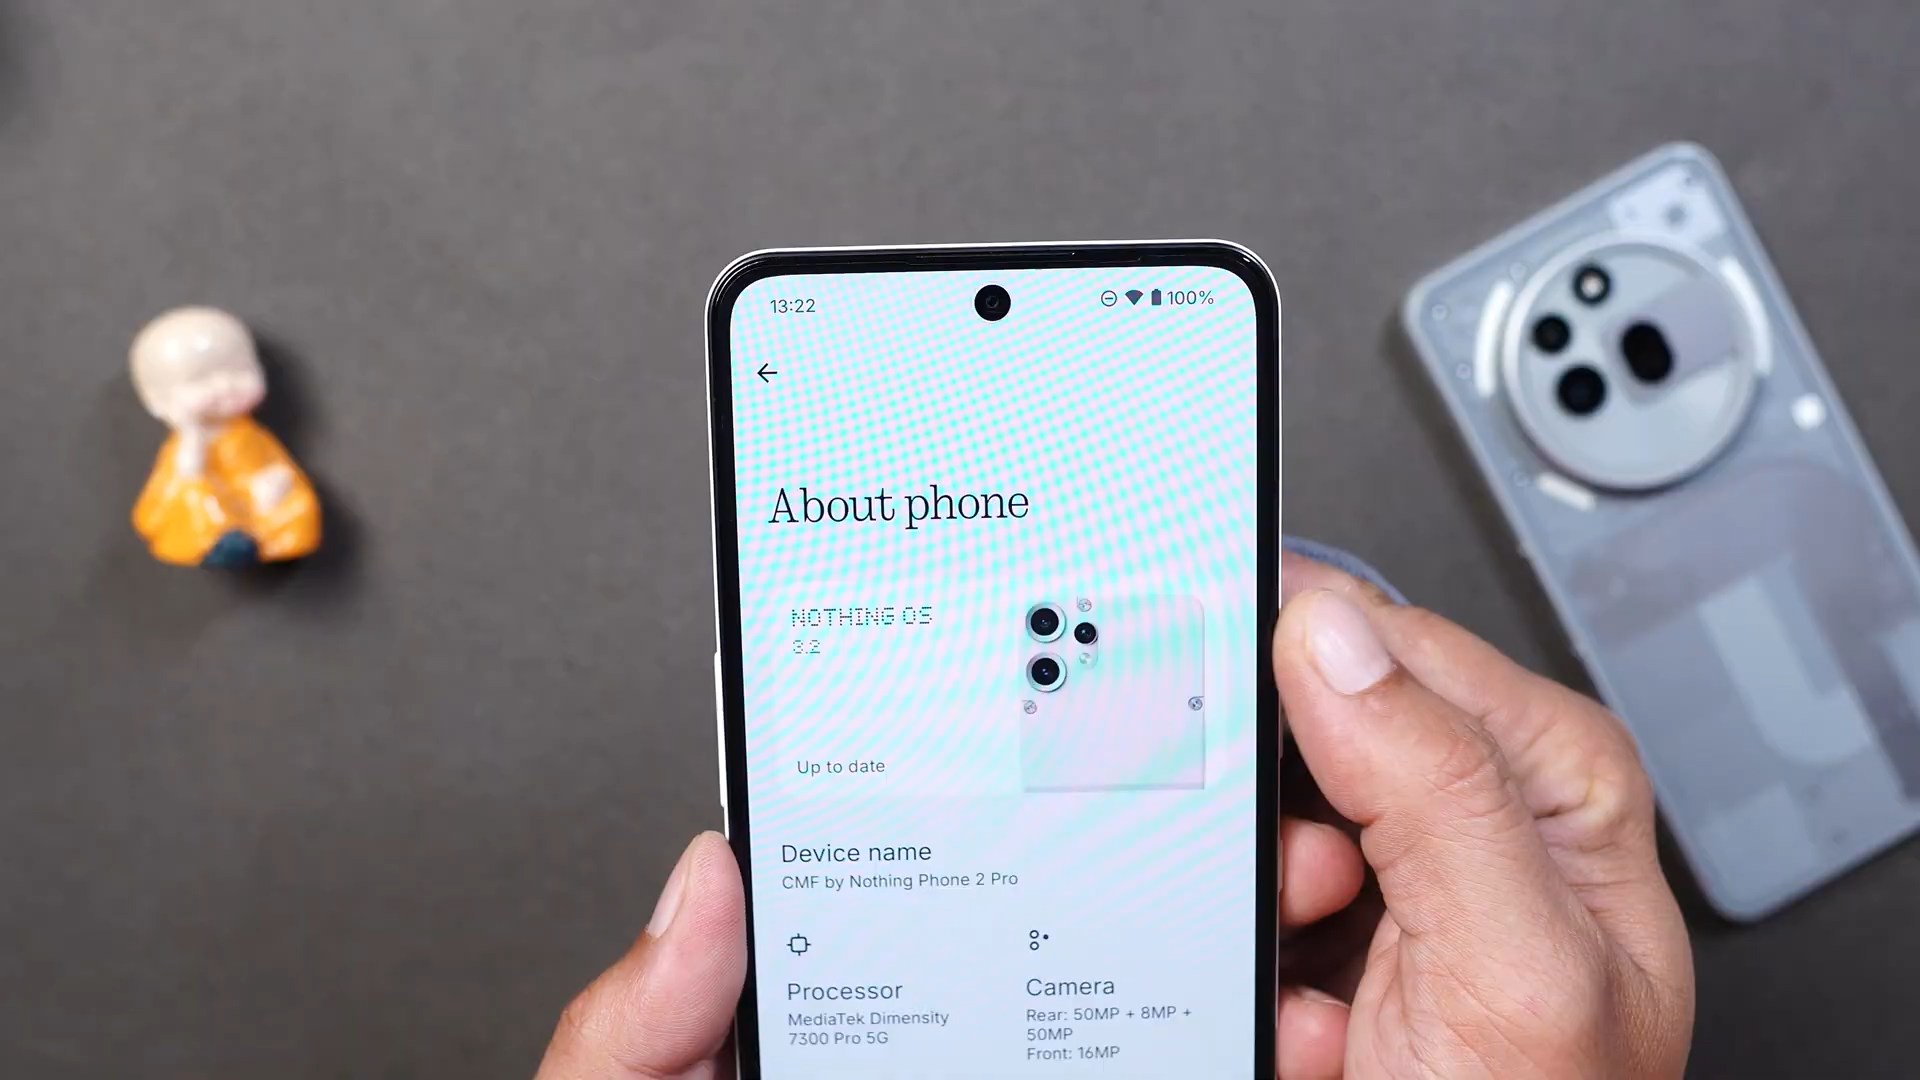 13:22
100%
About phone
NOTHING OS
3.2
Up to date
Device name
CMF by Nothing Phone 2 Pro
Processor
MediaTek Dimensity
7300 Pro 5G
Camera
Rear: 50MP + 8MP +
50MP
Front: 16MP